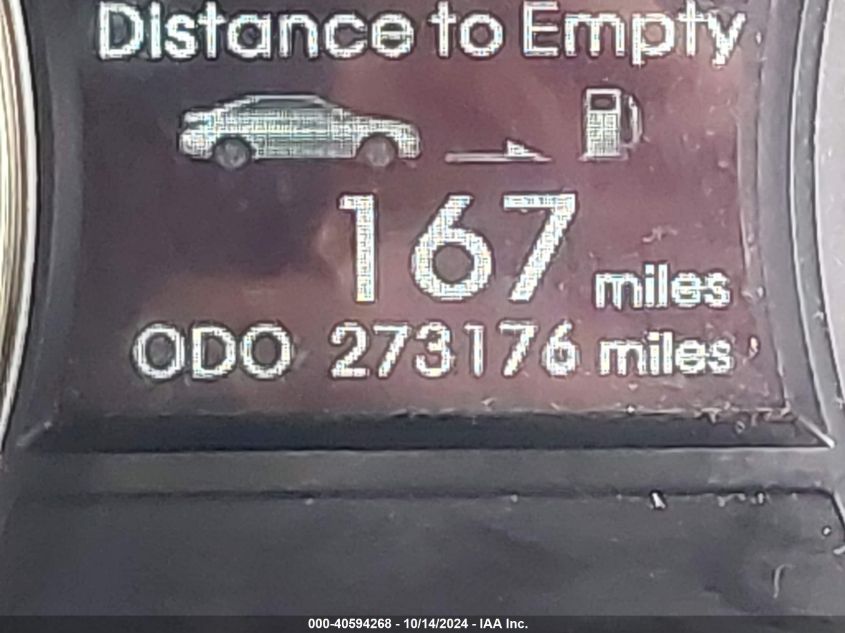 Distance to Empty
167 miles
ODO 273176 miles
000-40594268 - 10/14/2024 - IAA Inc.